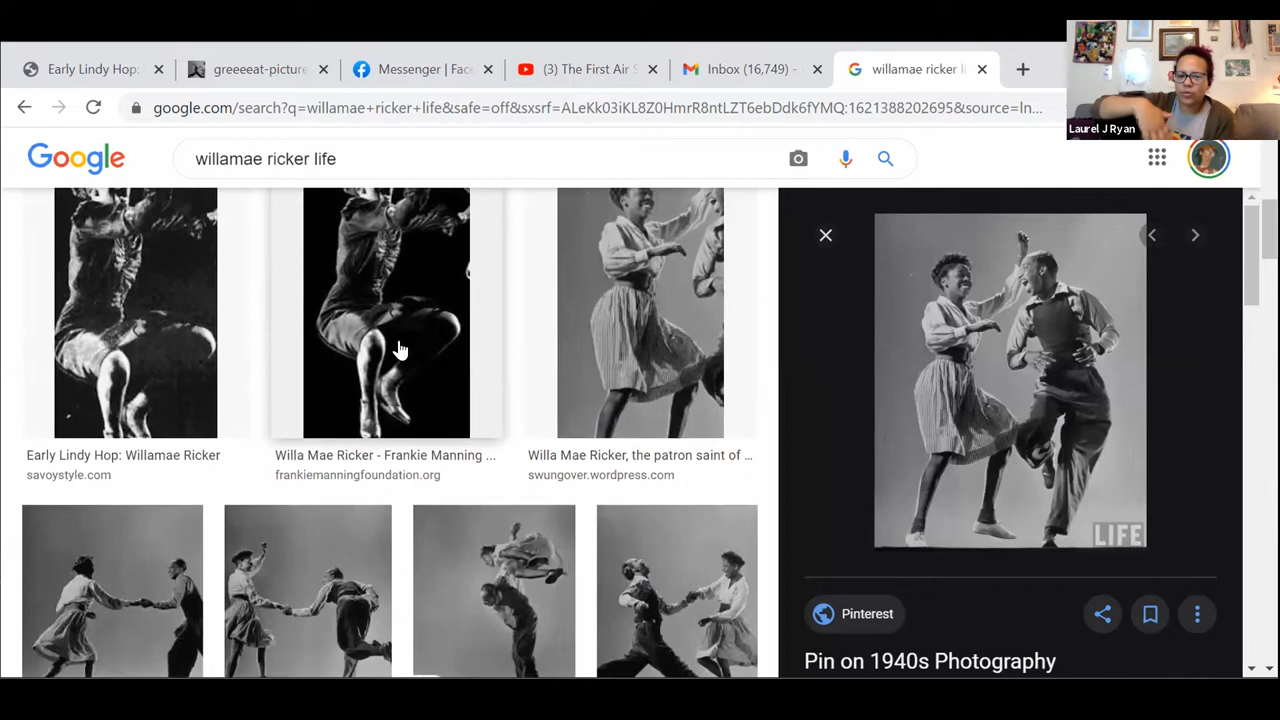 Early Lindy Hop:
greeeeat-picture
Messenger | Fac
(3) The First Air S
Inbox (16,749) -
willamae ricker li
google.com/search?q=willamae+ricker+life&safe=off&sxsrf=ALeKk03iKL8Z0HmrR8ntLZT6ebDdk6fYMQ:1621388202695&source=ln...
Laurel J Ryan
Google
willamae ricker life
Early Lindy Hop: Willamae Ricker
savoystyle.com
Willa Mae Ricker - Frankie Manning ...
frankiemanningfoundation.org
Willa Mae Ricker, the patron saint of ...
swungover.wordpress.com
LIFE
Pinterest
Pin on 1940s Photography